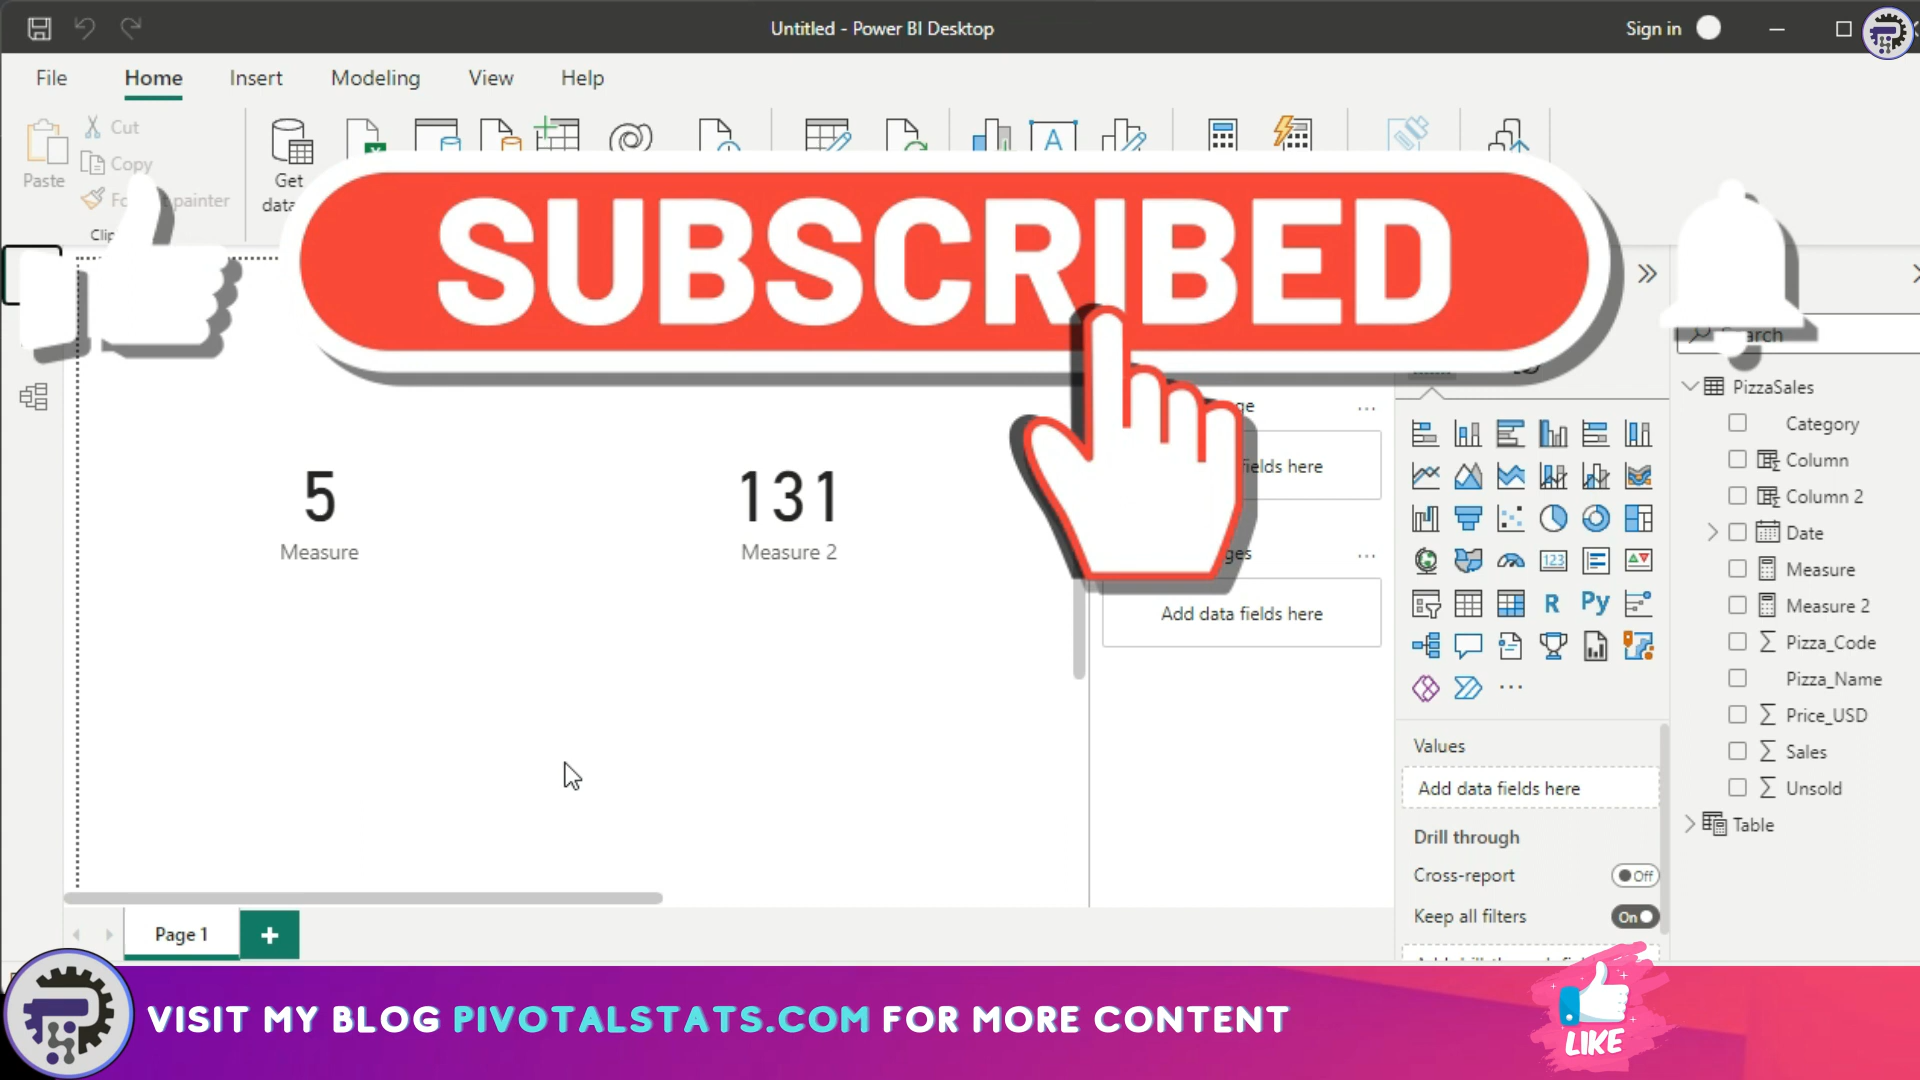 Untitled - Power BI Desktop
Sign in
File Home Insert Modeling View Help
Cut
Copy
Paste
painter
Get
SUBSCRIBED
PizzaSales
Category
Column
Column 2
Date
Measure
Measure 2
Pizza_Code
Pizza_Name
Price_USD
Sales
Unsold
Table
5
Measure
131
Measure 2
fields here
Add data fields here
123
R
Py
Values
Add data fields here
Drill through
Cross-report
Off
Keep all filters
On
Page 1
VISIT MY BLOG PIVOTALSTATS.COM FOR MORE CONTENT
LIKE